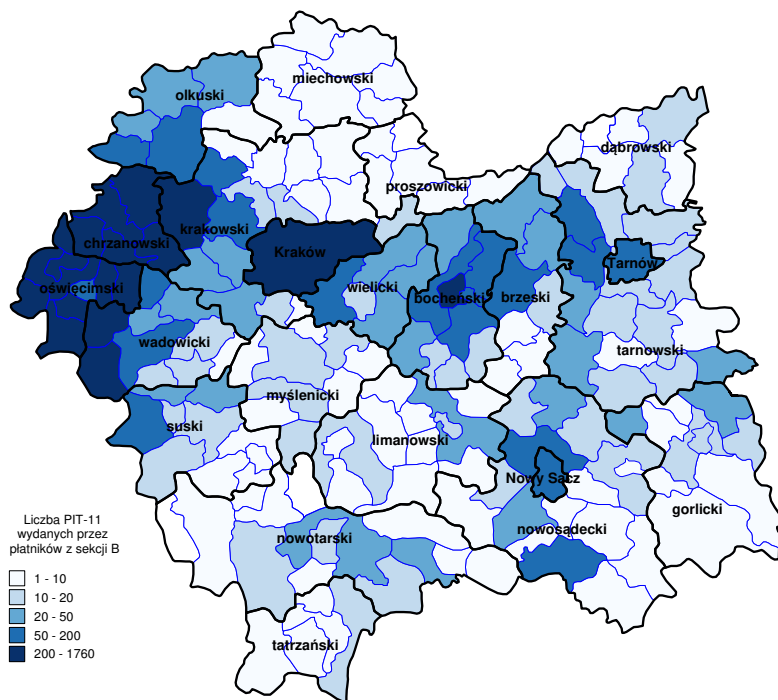 miechowski
olkuski
dąbrowski
proszowicki
krakowski
chrzanowski
Kraków
Tarnów
oświęcimski
wielicki
bocheński
brzeski
wadowicki
tarnowski
myślenicki
suski
limanowski
Nowy Sącz
gorlicki
nowosądecki
nowotarski
tatrzański
Liczba PIT-11
wydanych przez
płatników z sekcji B
1 - 10
10 - 20
20 - 50
50 - 200
200 - 1760